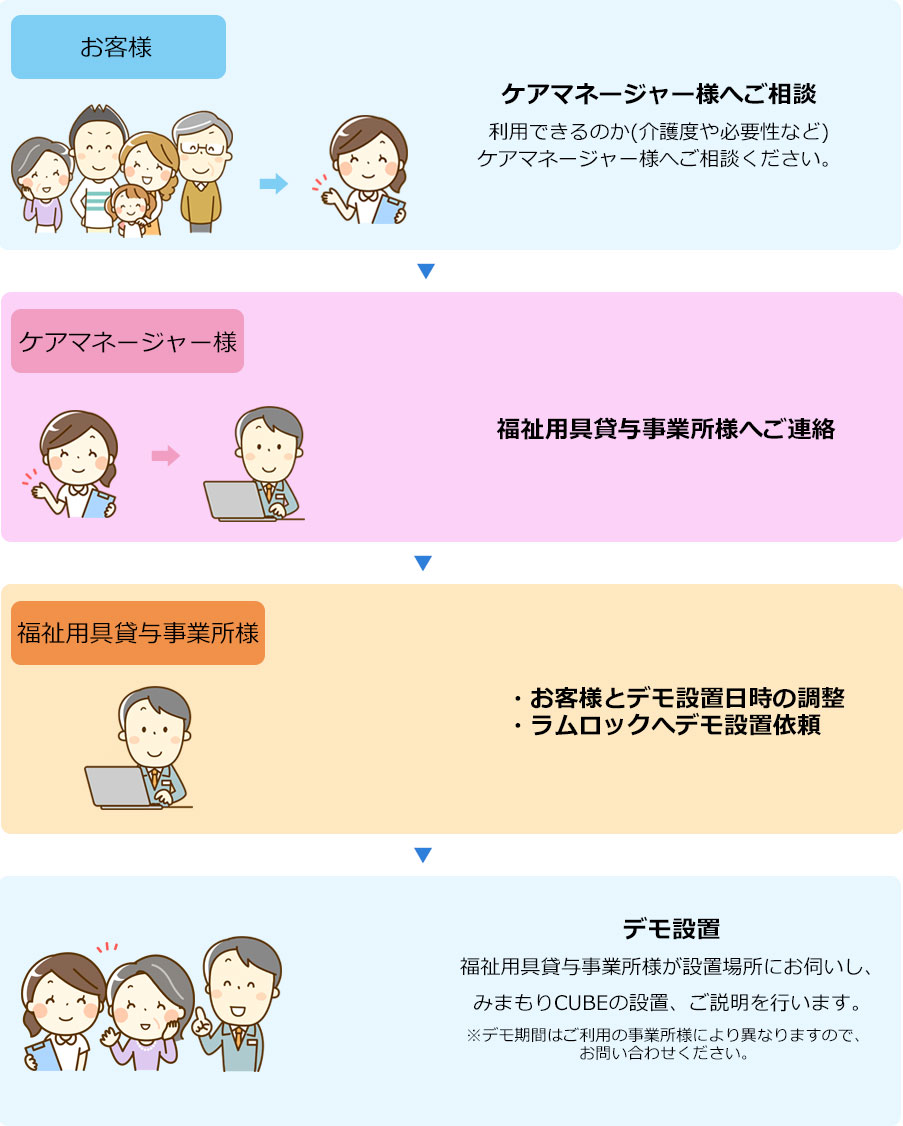 お客様
ケアマネージャー様へご相談
利用できるのか(介護度や必要性など)
ケアマネージャー様へご相談ください。
ケアマネージャー様
福祉用具貸与事業所様へご連絡
福祉用具貸与事業所様
・お客様とデモ設置日時の調整
・ラムロックへデモ設置依頼
デモ設置
福祉用具貸与事業所様が設置場所にお伺いし、
みまもりCUBEの設置、ご説明を行います。
※デモ期間はご利用の事業所様により異なりますので、
お問い合わせください。